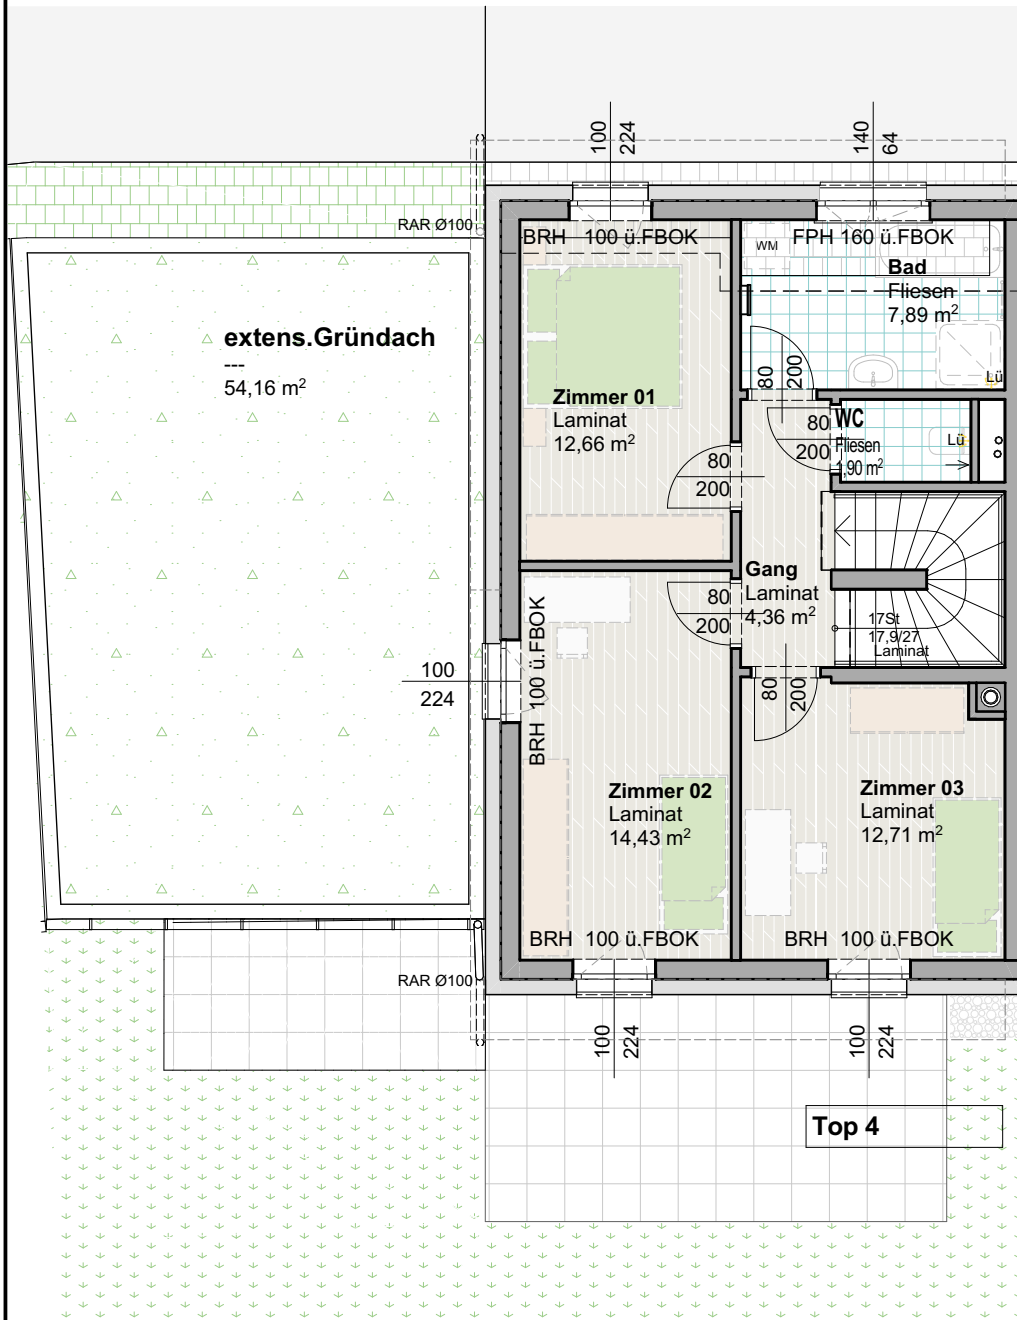 100
224
140
64
RAR Ø100
BRH 100 ü.FBOK
WM
FPH 160 ü.FBOK
Bad
Fliesen
7,89 m²
Lü
extens.Gründach
---
54,16 m²
80
200
Zimmer 01
Laminat
12,66 m²
80
200
WC
Fliesen
1,90 m²
Lü
80
200
Gang
Laminat
4,36 m²
80
200
BRH 100 ü.FBOK
17St
17,9/27
Laminat
100
224
80
200
Zimmer 02
Laminat
14,43 m²
Zimmer 03
Laminat
12,71 m²
BRH 100 ü.FBOK
BRH 100 ü.FBOK
RAR Ø100
100
224
100
224
Top 4